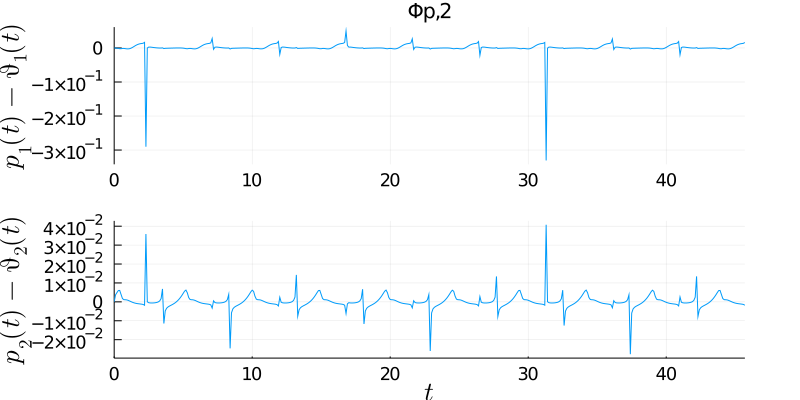 Φp,2
p₁(t) − ϑ₁(t)
0
−1×10⁻¹
−2×10⁻¹
−3×10⁻¹
0 10 20 30 40
p₂(t) − ϑ₂(t)
4×10⁻²
3×10⁻²
2×10⁻²
1×10⁻²
0
−1×10⁻²
−2×10⁻²
0 10 20 30 40
t